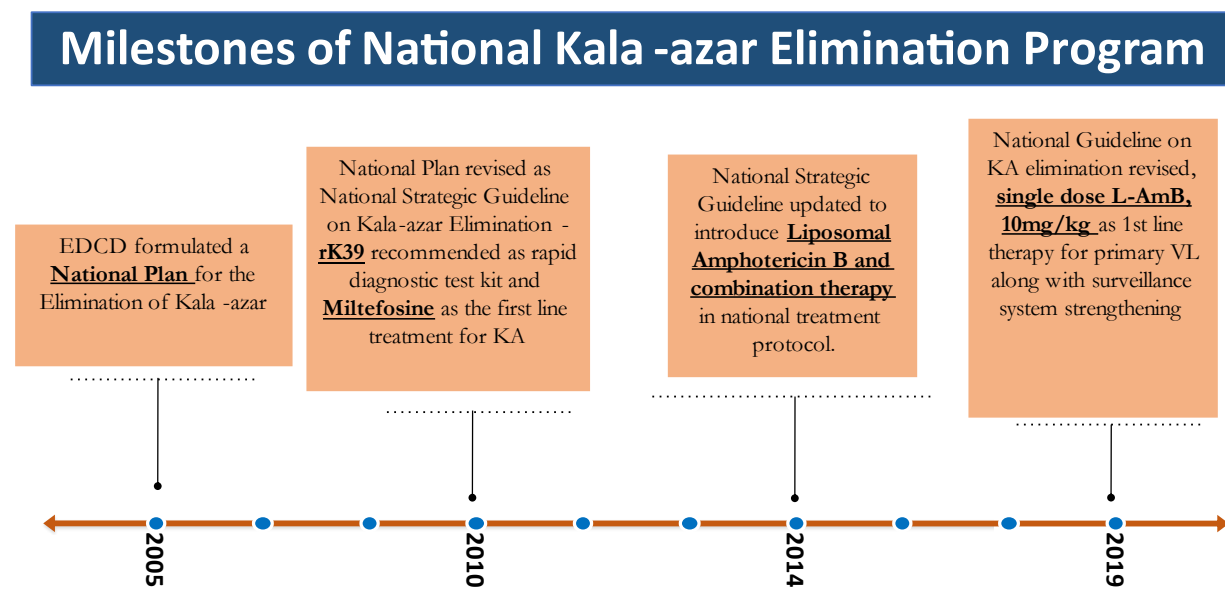 Milestones of National Kala -azar Elimination Program
EDCD formulated a
National Plan for the
Elimination of Kala -azar
National Plan revised as
National Strategic Guideline
on Kala-azar Elimination -
rK39 recommended as rapid
diagnostic test kit and
Miltefosine as the first line
treatment for KA
National Strategic
Guideline updated to
introduce Liposomal
Amphotericin B and
combination therapy
in national treatment
protocol.
National Guideline on
KA elimination revised,
single dose L-AmB,
10mg/kg as 1st line
therapy for primary VL
along with surveillance
system strengthening
2005
2010
2014
2019